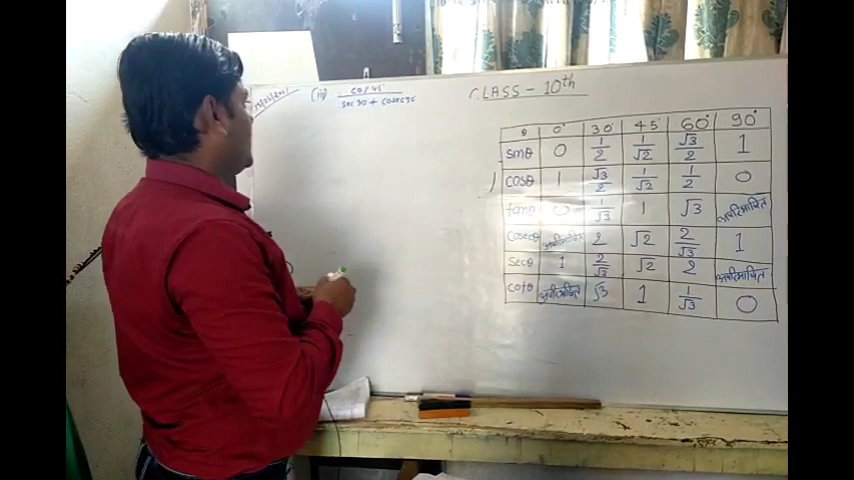 (iii) cos 45°
sec 30 + cosec 30
CLASS - 10th
θ 0° 30° 45° 60° 90°
sinθ 0 1/2 1/√2 √3/2 1
cosθ 1 √3/2 1/√2 1/2 0
tanθ 0 1/√3 1 √3 अपरिभाषित
cosecθ अपरिभाषित 2 √2 2/√3 1
secθ 1 2/√3 √2 2 अपरिभाषित
cotθ अपरिभाषित √3 1 1/√3 0